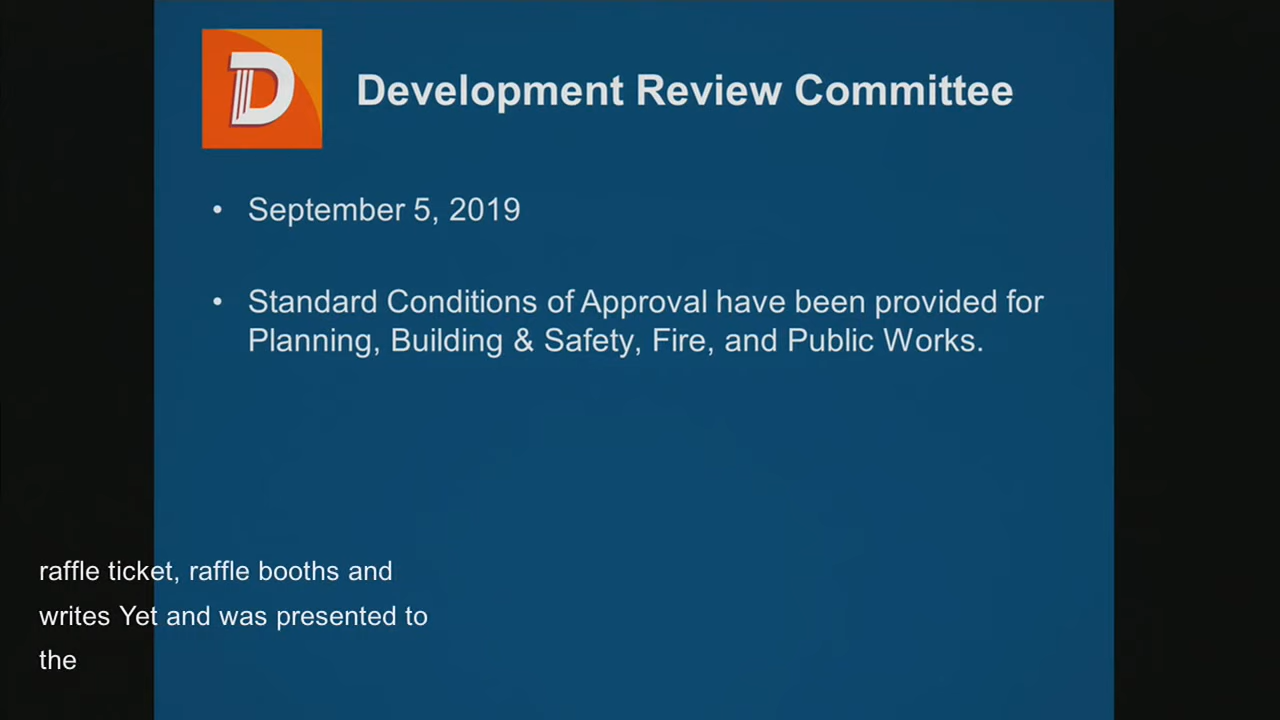 D
Development Review Committee
• September 5, 2019
• Standard Conditions of Approval have been provided for
Planning, Building & Safety, Fire, and Public Works.
raffle ticket, raffle booths and
writes Yet and was presented to
the